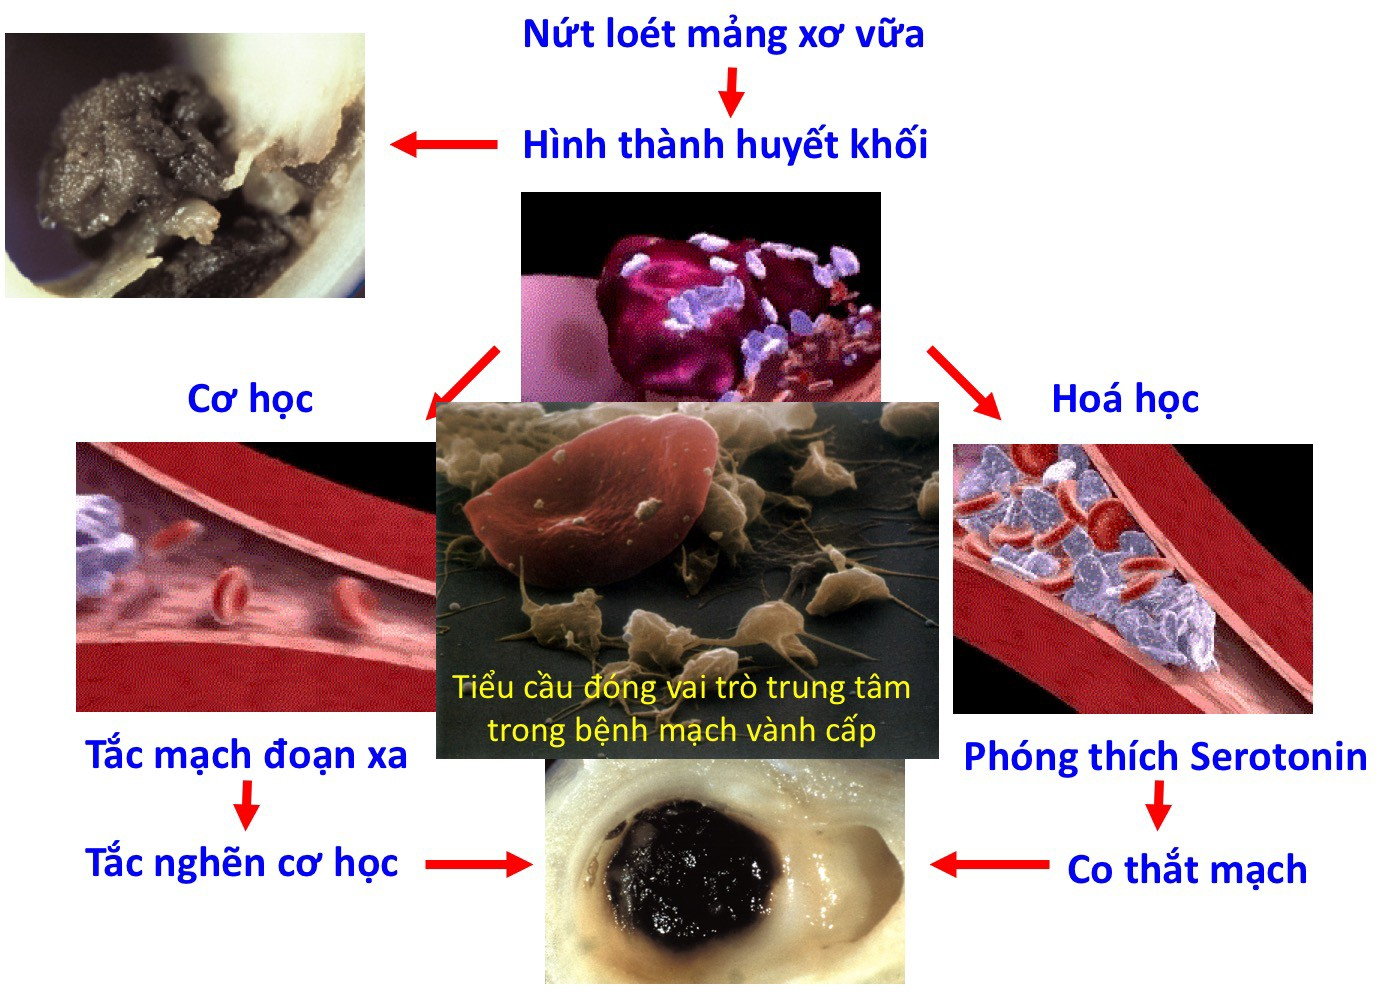 Nứt loét mảng xơ vữa
Hình thành huyết khối
Cơ học
Hoá học
Tiểu cầu đóng vai trò trung tâm
trong bệnh mạch vành cấp
Tắc mạch đoạn xa
Phóng thích Serotonin
Tắc nghẽn cơ học
Co thắt mạch